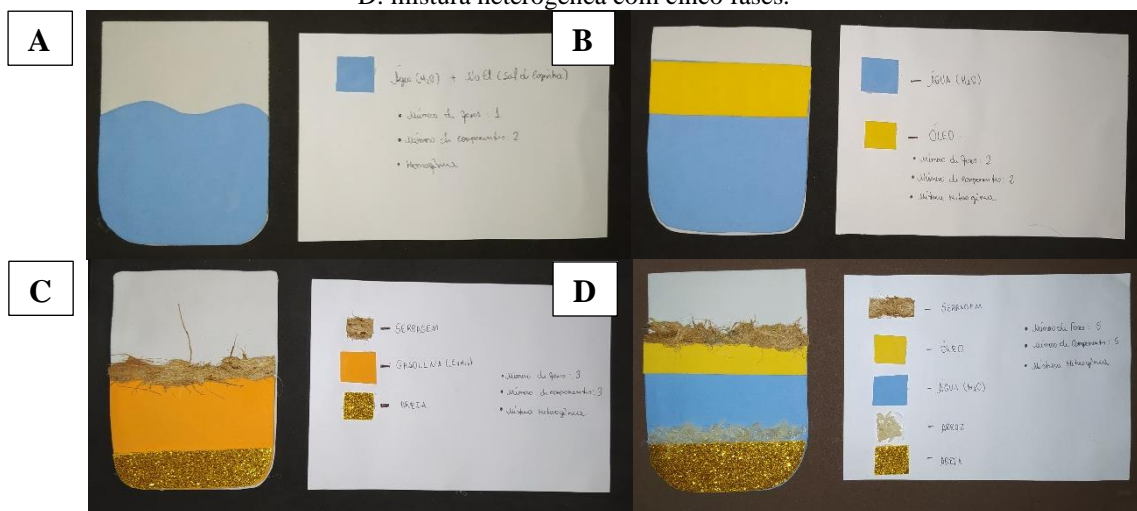 D. mistura heterogênea com cinco fases.
A
Água (H₂O) + NaCl (sal de cozinha)
• Número de fases: 1
• Número de componentes: 2
• Homogênea
B
- ÁGUA (H₂O)
- ÓLEO
• Número de fases: 2
• Número de componentes: 2
• Mistura heterogênea
C
- SERRAGEM
- GASOLINA
- AREIA
• Número de fases: 3
• Número de componentes: 3
• Mistura heterogênea
D
- SERRAGEM
- ÓLEO
- ÁGUA (H₂O)
- ARROZ
- AREIA
• Número de fases: 5
• Número de componentes: 5
• Mistura heterogênea